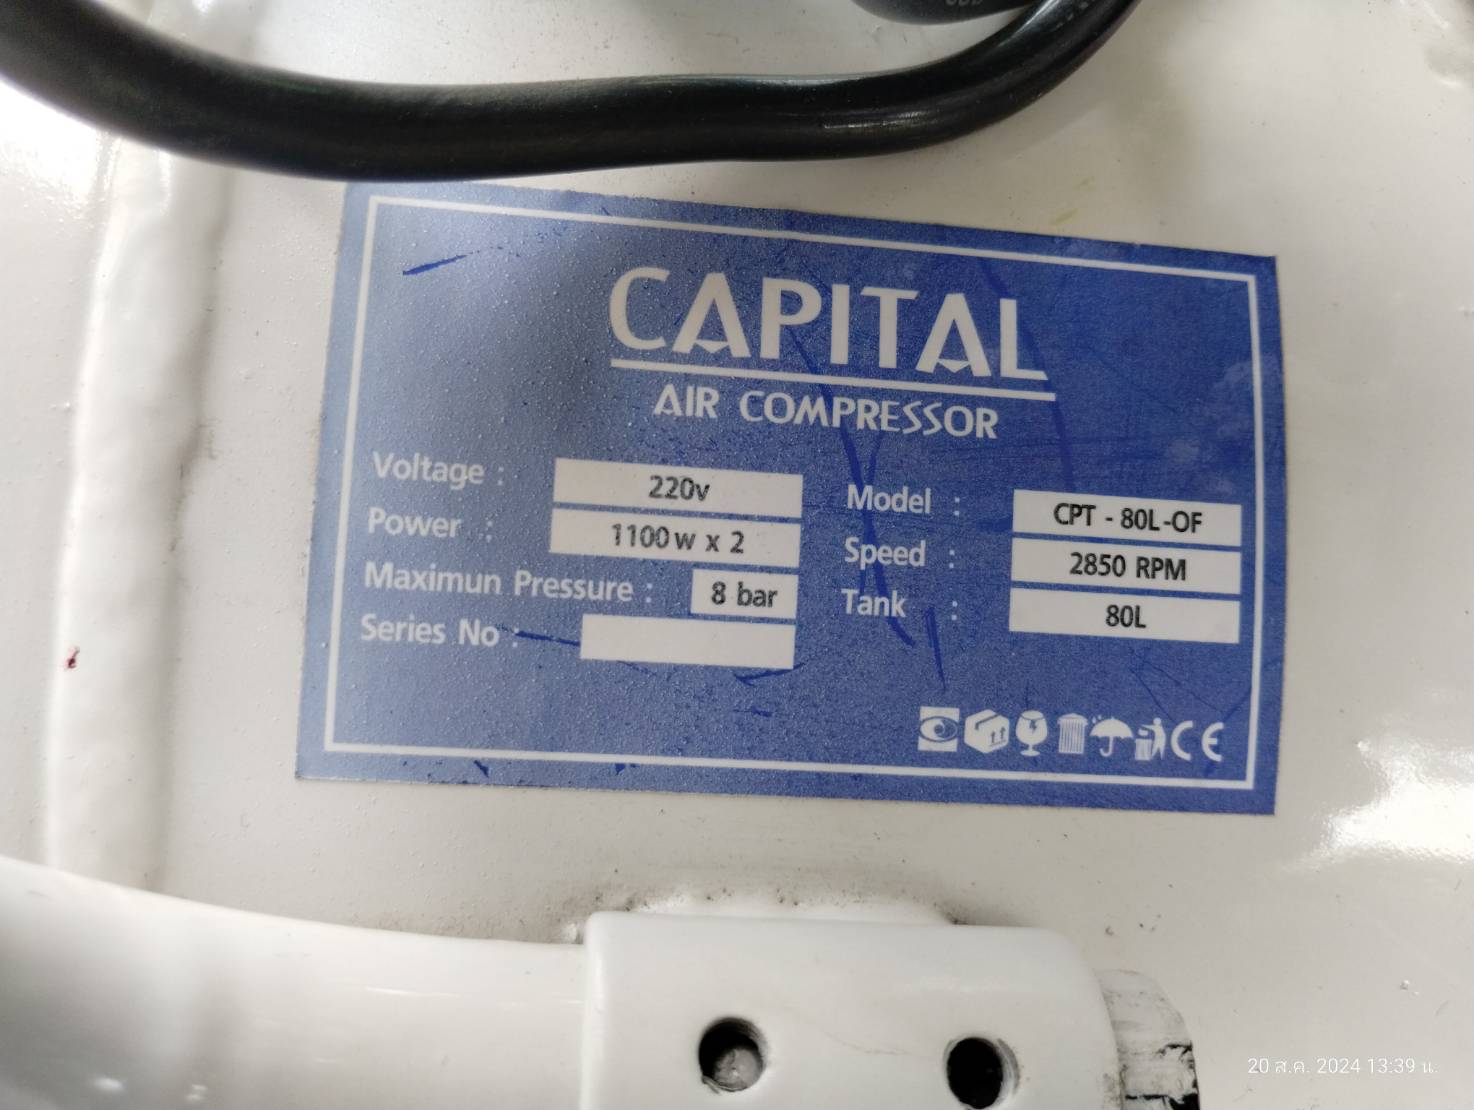 CAPITAL
AIR COMPRESSOR
Voltage : 220v
Power : 1100w x 2
Maximun Pressure : 8 bar
Series No :
Model : CPT - 80L-OF
Speed : 2850 RPM
Tank : 80L
CE
20 ส.ค. 2024 13:39 น.